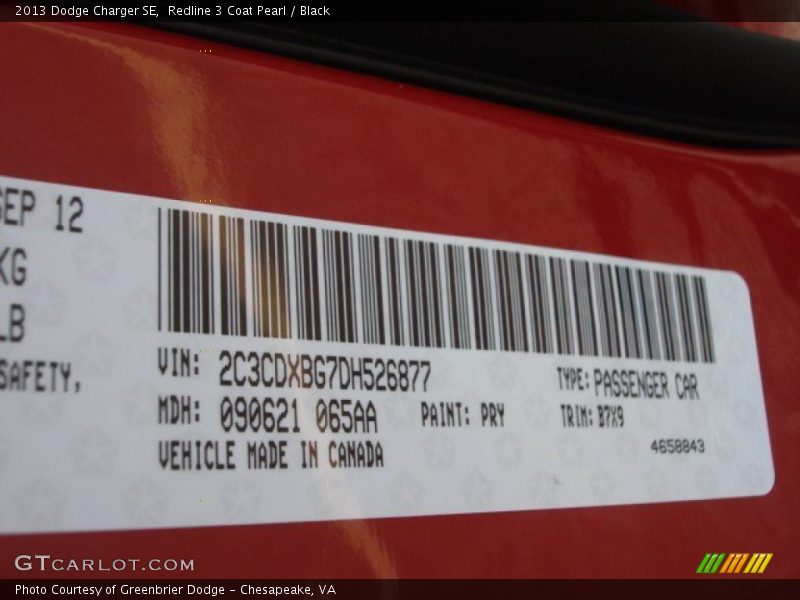 2013 Dodge Charger SE, Redline 3 Coat Pearl / Black
SEP 12
KG
LB
SAFETY,
VIN: 2C3CDXBG7DH526877
TYPE: PASSENGER CAR
MDH: 090621 065AA
PAINT: PRY
TRIM: B7X9
VEHICLE MADE IN CANADA
4658843
GTCARLOT.COM
Photo Courtesy of Greenbrier Dodge - Chesapeake, VA